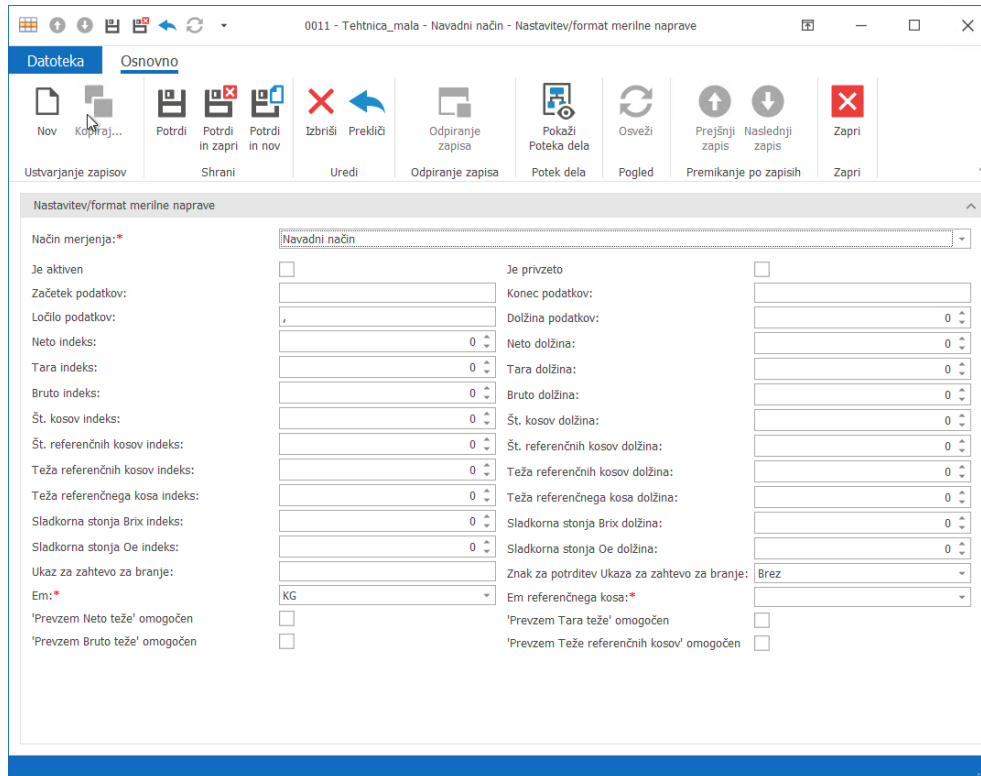 0011 - Tehtnica_mala - Navadni način - Nastavitev/format merilne naprave
Datoteka Osnovno
Nov Kopiraj... Potrdi Potrdi in zapri Potrdi in nov Izbriši Prekliči Odpiranje zapisa Pokaži Poteka dela Osveži Prejšnji zapis Naslednji zapis Zapri
Ustvarjanje zapisov Shrani Uredi Odpiranje zapisa Potek dela Pogled Premikanje po zapisih Zapri
Nastavitev/format merilne naprave
Način merjenja:* Navadni način
Je aktiven Je privzeto
Začetek podatkov: Konec podatkov:
Ločilo podatkov: , Dolžina podatkov: 0
Neto indeks: 0 Neto dolžina: 0
Tara indeks: 0 Tara dolžina: 0
Bruto indeks: 0 Bruto dolžina: 0
Št. kosov indeks: 0 Št. kosov dolžina: 0
Št. referenčnih kosov indeks: 0 Št. referenčnih kosov dolžina: 0
Teža referenčnih kosov indeks: 0 Teža referenčnih kosov dolžina: 0
Teža referenčnega kosa indeks: 0 Teža referenčnega kosa dolžina: 0
Sladkorna stonja Brix indeks: 0 Sladkorna stonja Brix dolžina: 0
Sladkorna stonja Oe indeks: 0 Sladkorna stonja Oe dolžina: 0
Ukaz za zahtevo za branje: Znak za potrditev Ukaza za zahtevo za branje: Brez
Em:* KG Em referenčnega kosa:*
'Prevzem Neto teže' omogočen 'Prevzem Tara teže' omogočen
'Prevzem Bruto teže' omogočen 'Prevzem Teže referenčnih kosov' omogočen